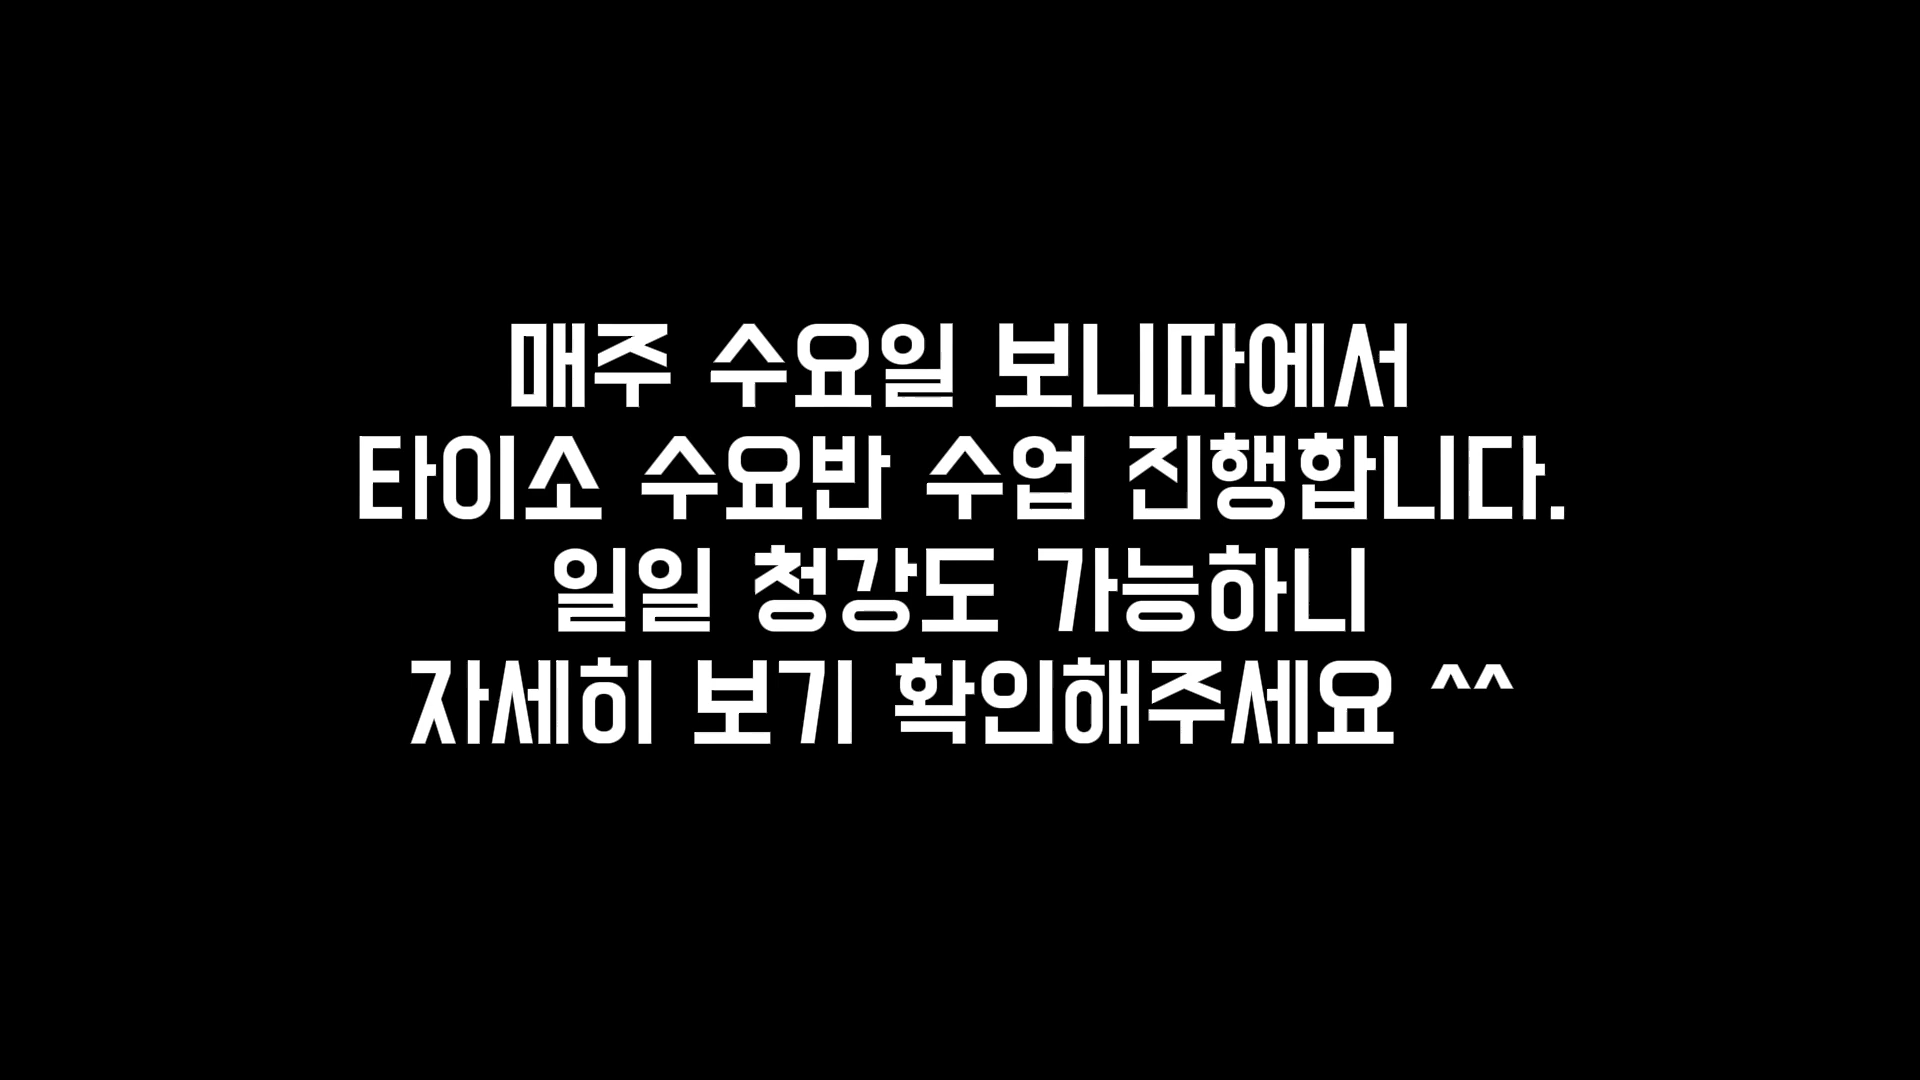 매주 수요일 보니따에서
타이소 수요반 수업 진행합니다.
일일 청강도 가능하니
자세히 보기 확인해주세요 ^^